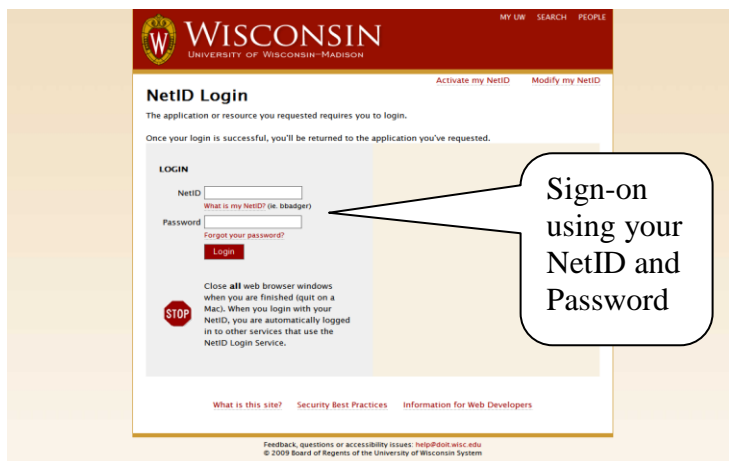 MY UW SEARCH PEOPLE
W
WISCONSIN
UNIVERSITY OF WISCONSIN–MADISON
Activate my NetID Modify my NetID
NetID Login
The application or resource you requested requires you to login.
Once your login is successful, you'll be returned to the application you've requested.
LOGIN
NetID
What is my NetID? (ie. bbadger)
Password
Forgot your password?
Login
STOP
Close all web browser windows
when you are finished (quit on a
Mac). When you login with your
NetID, you are automatically logged
in to other services that use the
NetID Login Service.
Sign-on
using your
NetID and
Password
What is this site? Security Best Practices Information for Web Developers
Feedback, questions or accessibility issues: help@doit.wisc.edu
© 2009 Board of Regents of the University of Wisconsin System